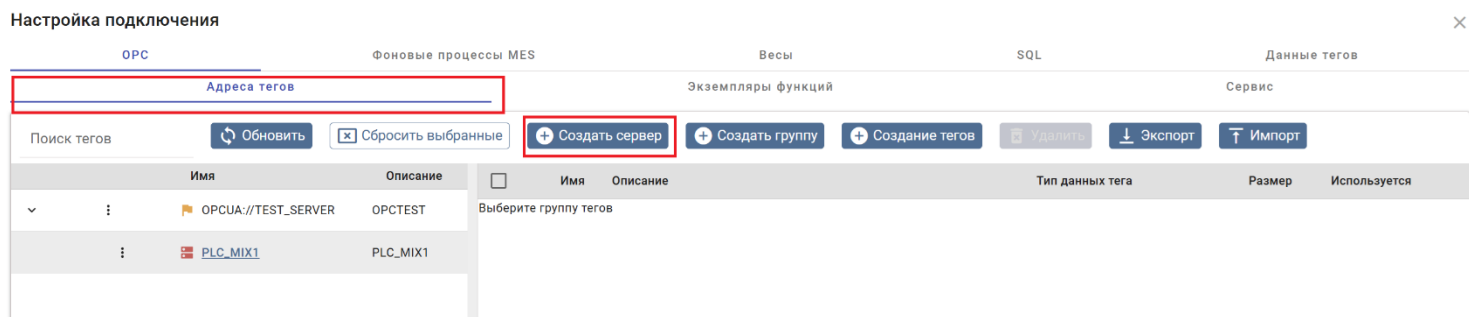 Настройка подключения
OPC Фоновые процессы MES Весы SQL Данные тегов
Адреса тегов Экземпляры функций Сервис
Поиск тегов Обновить Сбросить выбранные Создать сервер Создать группу Создание тегов Удалить Экспорт Импорт
Имя Описание Имя Описание Тип данных тега Размер Используется
OPCUA://TEST_SERVER OPCTEST Выберите группу тегов
PLC_MIX1 PLC_MIX1